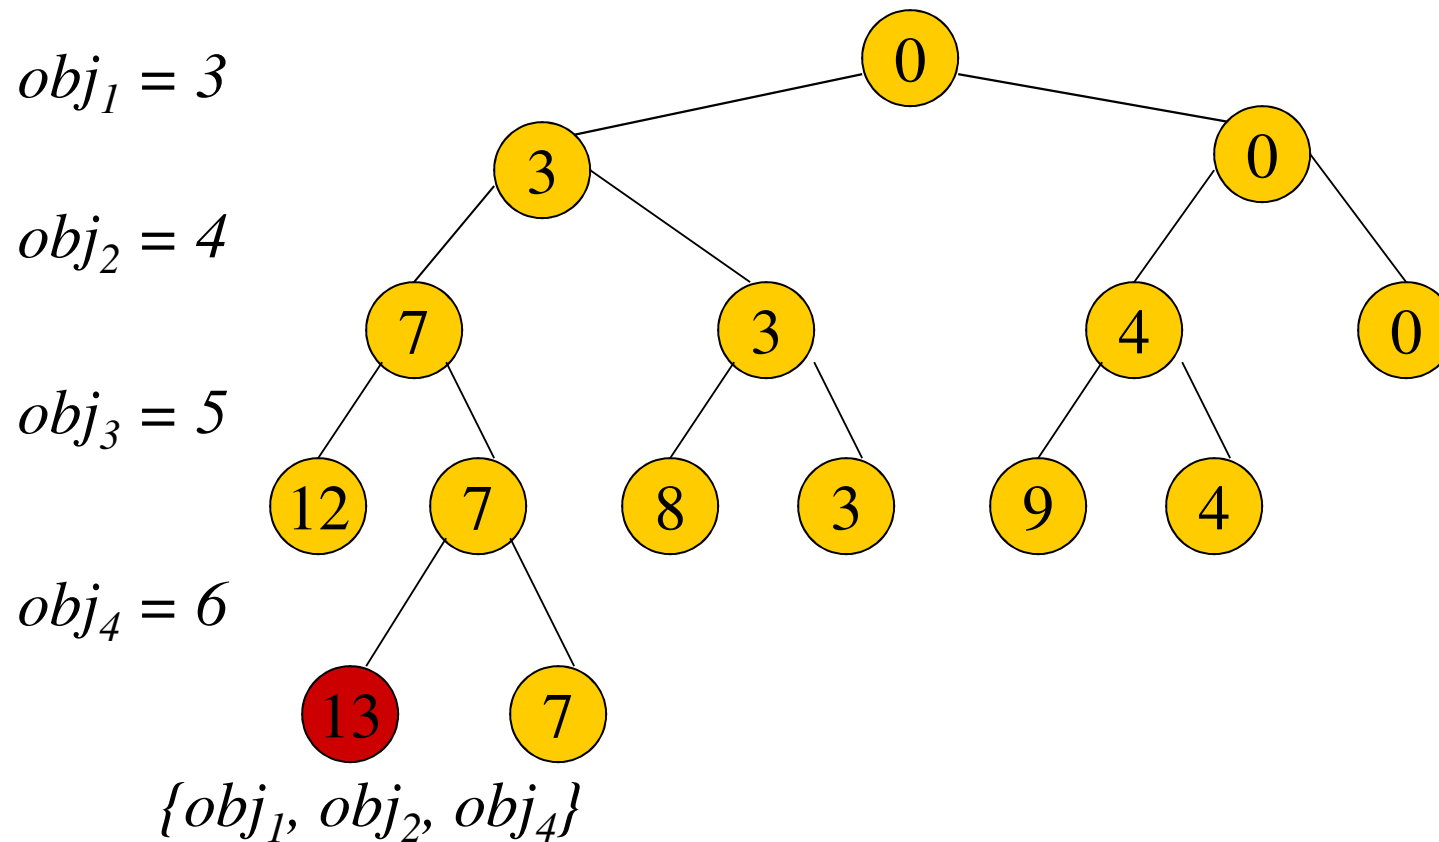 0
obj1 = 3
3 0
obj2 = 4
7 3 4 0
obj3 = 5
12 7 8 3 9 4
obj4 = 6
13 7
{obj1, obj2, obj4}